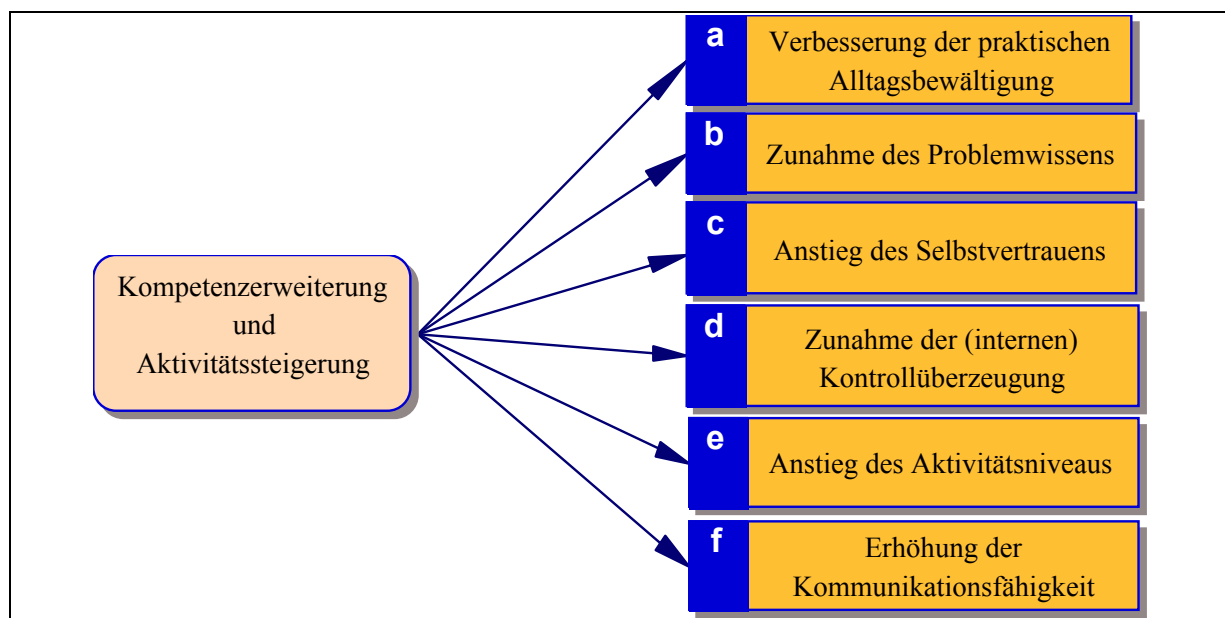 a
Verbesserung der praktischen
Alltagsbewältigung
b
Zunahme des Problemwissens
c
Anstieg des Selbstvertrauens
Kompetenzerweiterung
und
Aktivitätssteigerung
d
Zunahme der (internen)
Kontrollüberzeugung
e
Anstieg des Aktivitätsniveaus
f
Erhöhung der
Kommunikationsfähigkeit